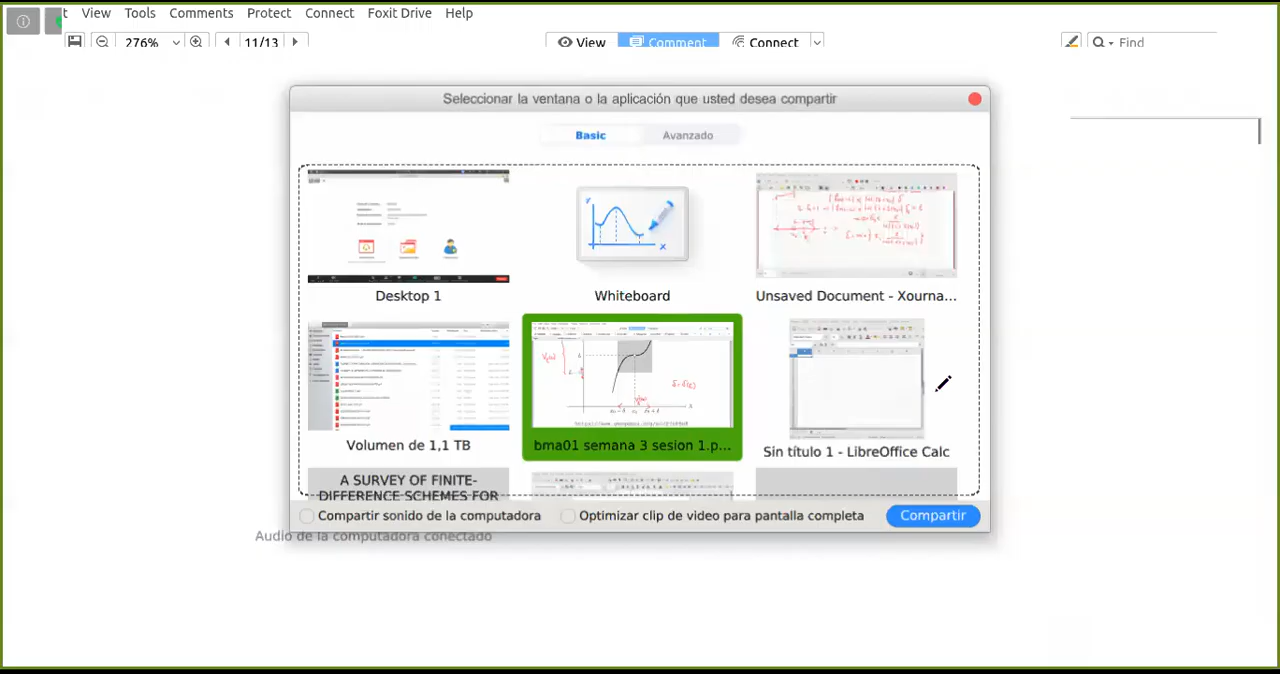 t View Tools Comments Protect Connect Foxit Drive Help
276% 11/13 View Comment Connect Find
Seleccionar la ventana o la aplicación que usted desea compartir
Basic Avanzado
Desktop 1 Whiteboard Unsaved Document - Xourna...
Volumen de 1,1 TB bma01 semana 3 sesion 1.p... Sin título 1 - LibreOffice Calc
A SURVEY OF FINITE-
DIFFERENCE SCHEMES FOR
Compartir sonido de la computadora Optimizar clip de video para pantalla completa Compartir
Audio de la computadora conectado